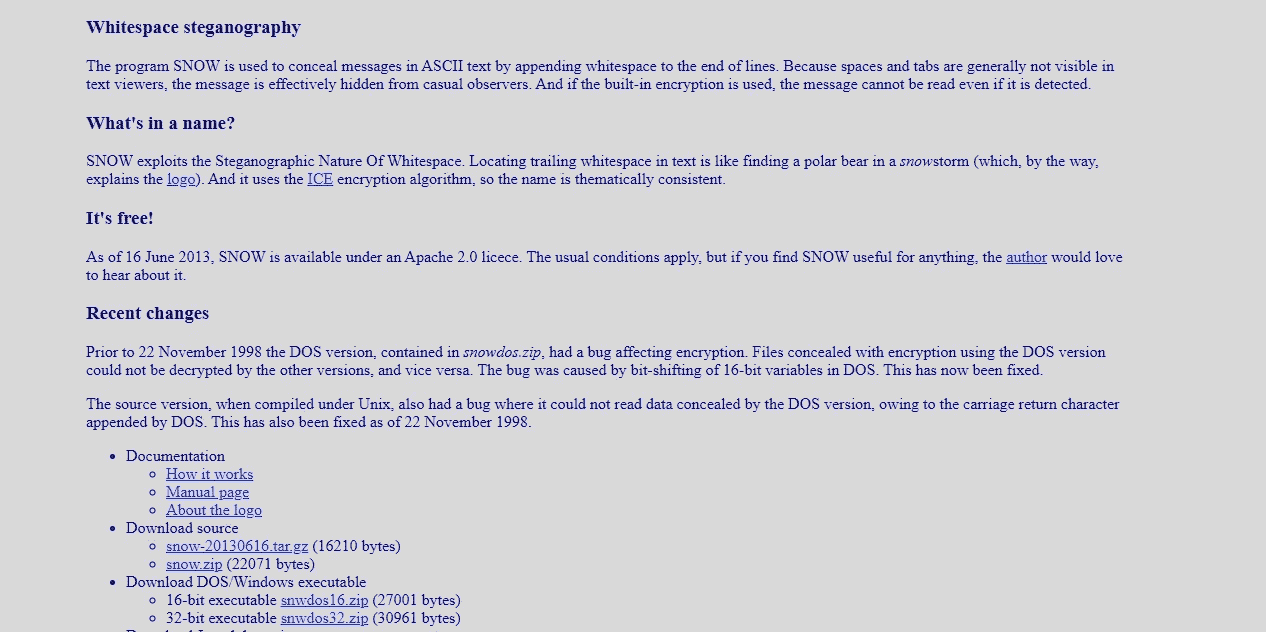 Whitespace steganography
The program SNOW is used to conceal messages in ASCII text by appending whitespace to the end of lines. Because spaces and tabs are generally not visible in
text viewers, the message is effectively hidden from casual observers. And if the built-in encryption is used, the message cannot be read even if it is detected.
What's in a name?
SNOW exploits the Steganographic Nature Of Whitespace. Locating trailing whitespace in text is like finding a polar bear in a snowstorm (which, by the way,
explains the logo). And it uses the ICE encryption algorithm, so the name is thematically consistent.
It's free!
As of 16 June 2013, SNOW is available under an Apache 2.0 licece. The usual conditions apply, but if you find SNOW useful for anything, the author would love
to hear about it.
Recent changes
Prior to 22 November 1998 the DOS version, contained in snowdos.zip, had a bug affecting encryption. Files concealed with encryption using the DOS version
could not be decrypted by the other versions, and vice versa. The bug was caused by bit-shifting of 16-bit variables in DOS. This has now been fixed.
The source version, when compiled under Unix, also had a bug where it could not read data concealed by the DOS version, owing to the carriage return character
appended by DOS. This has also been fixed as of 22 November 1998.
• Documentation
◦ How it works
◦ Manual page
◦ About the logo
• Download source
◦ snow-20130616.tar.gz (16210 bytes)
◦ snow.zip (22071 bytes)
• Download DOS/Windows executable
◦ 16-bit executable snwdos16.zip (27001 bytes)
◦ 32-bit executable snwdos32.zip (30961 bytes)